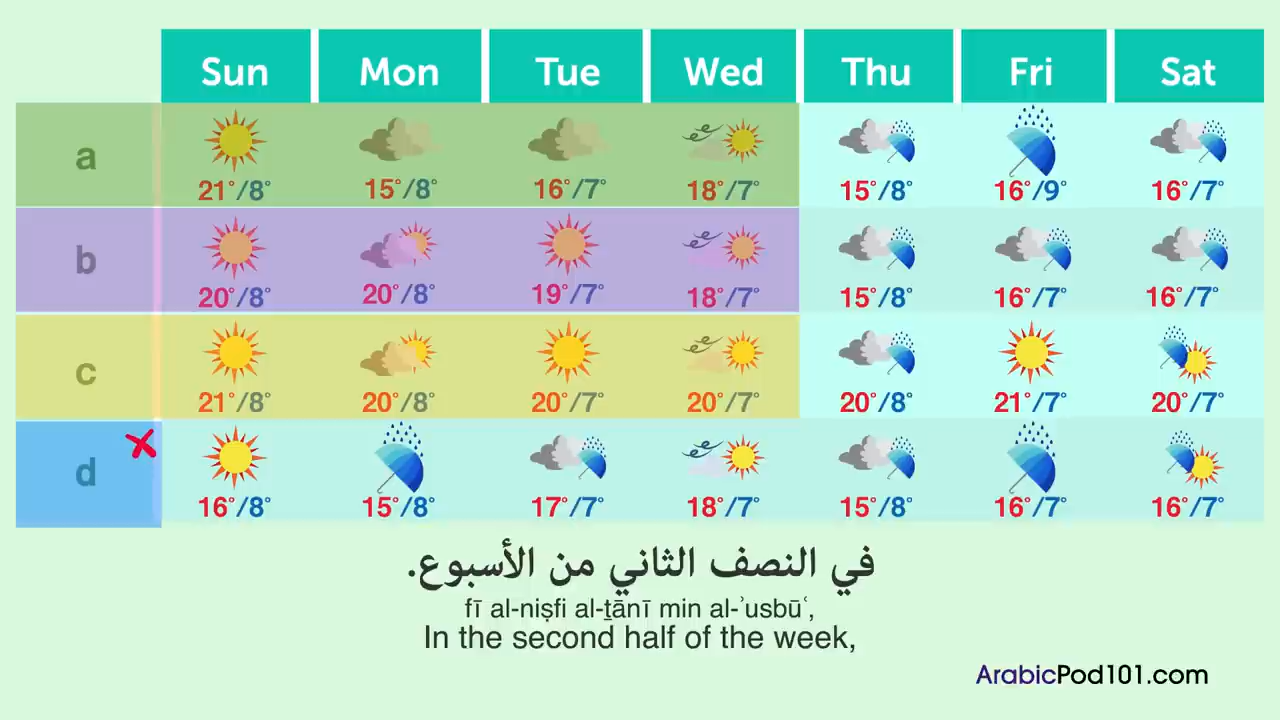 Sun Mon Tue Wed Thu Fri Sat
a
21°/8° 15°/8° 16°/7° 18°/7° 15°/8° 16°/9° 16°/7°
b
20°/8° 20°/8° 19°/7° 18°/7° 15°/8° 16°/7° 16°/7°
c
21°/8° 20°/8° 20°/7° 20°/7° 20°/8° 21°/7° 20°/7°
d
16°/8° 15°/8° 17°/7° 18°/7° 15°/8° 16°/7° 16°/7°
في النصف الثاني من الأسبوع.
fī al-niṣfi al-ṯānī min al-ʾusbūʿ,
In the second half of the week,
ArabicPod101.com